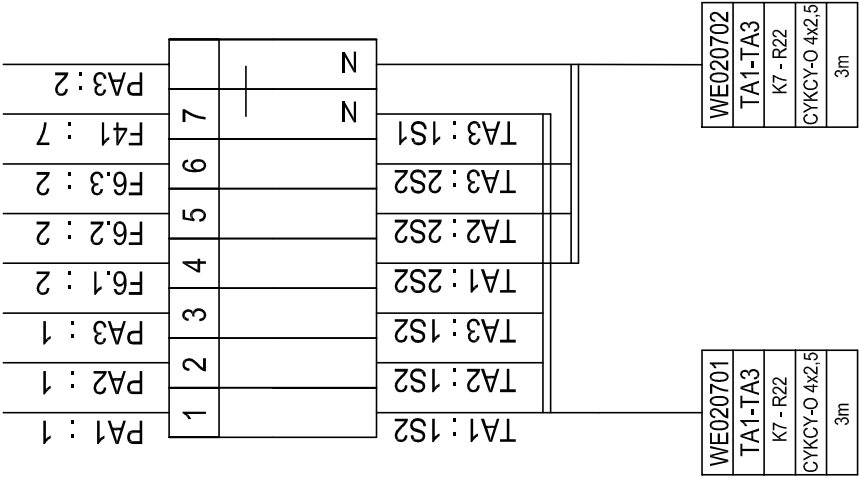 PA3:2
N
F41 : 7
7
N
TA3:1S1
F6.3 : 2
6
TA3:2S2
F6.2 : 2
5
TA2:2S2
F6.1 : 2
4
TA1:2S2
PA3 : 1
3
TA3:1S2
PA2 : 1
2
TA2:1S2
PA1 : 1
1
TA1:1S2
WE020702
TA1-TA3
K7 - R22
CYKCY-O 4x2,5
3m
WE020701
TA1-TA3
K7 - R22
CYKCY-O 4x2,5
3m